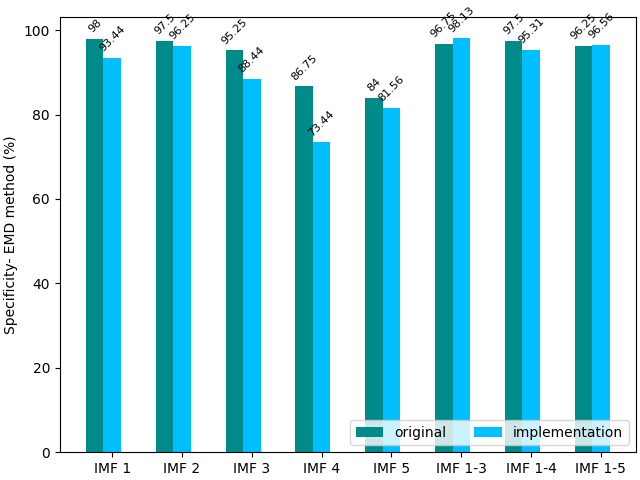 Specificity- EMD method (%)
100
80
60
40
20
0
98
93.44
97.5
96.25
95.25
88.44
86.75
73.44
84
81.56
96.75
98.13
97.5
95.31
96.25
96.56
original
implementation
IMF 1
IMF 2
IMF 3
IMF 4
IMF 5
IMF 1-3
IMF 1-4
IMF 1-5